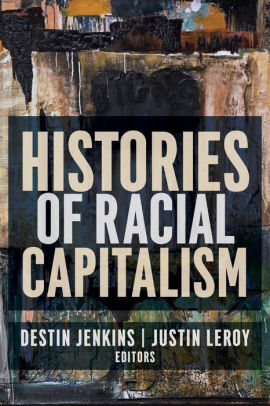 HISTORIES
OF RACIAL
CAPITALISM
DESTIN JENKINS | JUSTIN LEROY
EDITORS